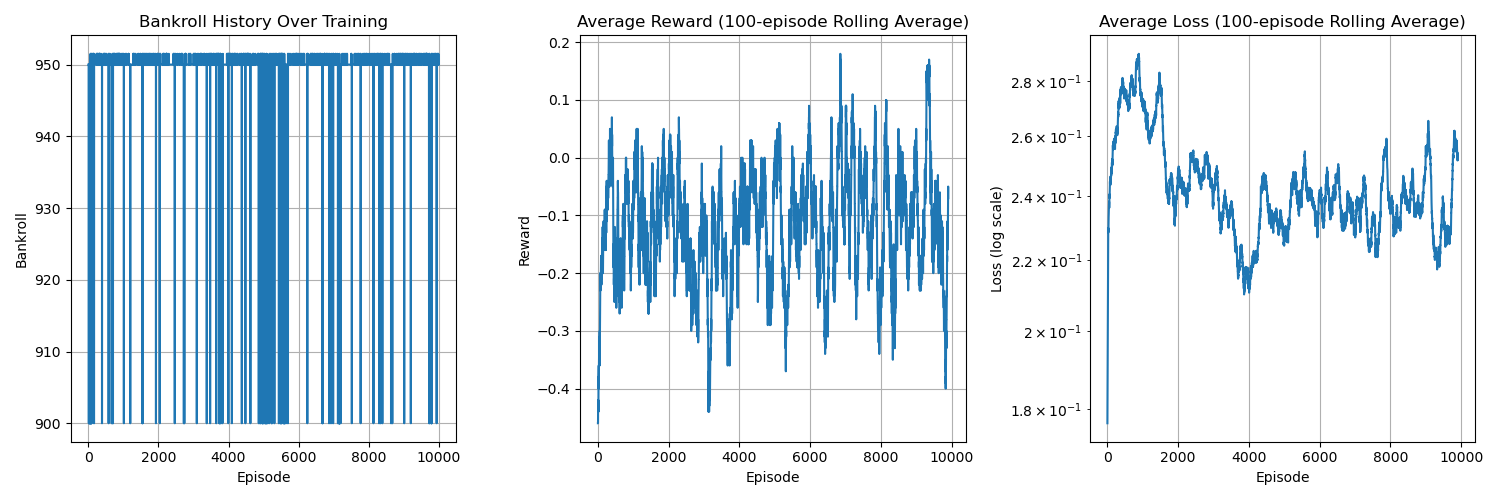 Bankroll History Over Training
Bankroll
950
940
930
920
910
900
0 2000 4000 6000 8000 10000
Episode
Average Reward (100-episode Rolling Average)
Reward
0.2
0.1
0.0
−0.1
−0.2
−0.3
−0.4
0 2000 4000 6000 8000 10000
Episode
Average Loss (100-episode Rolling Average)
Loss (log scale)
2.8 × 10⁻¹
2.6 × 10⁻¹
2.4 × 10⁻¹
2.2 × 10⁻¹
2 × 10⁻¹
1.8 × 10⁻¹
0 2000 4000 6000 8000 10000
Episode